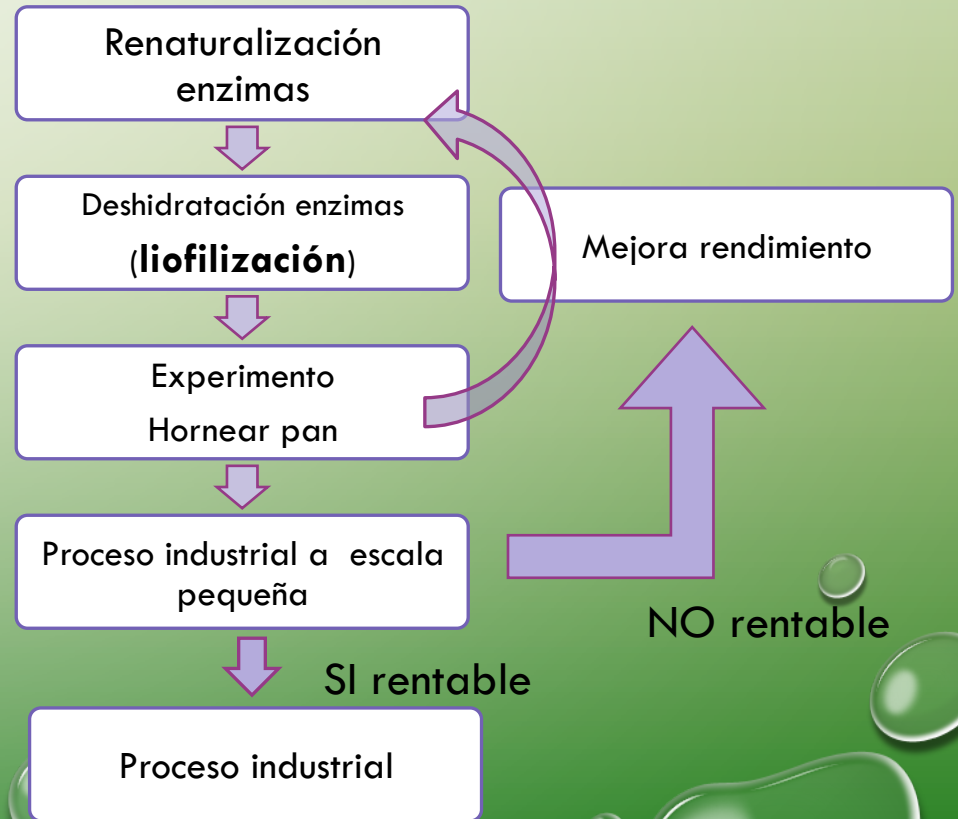 Renaturalización
enzimas
Deshidratación enzimas
(liofilización)
Mejora rendimiento
Experimento
Hornear pan
Proceso industrial a escala
pequeña
NO rentable
SI rentable
Proceso industrial